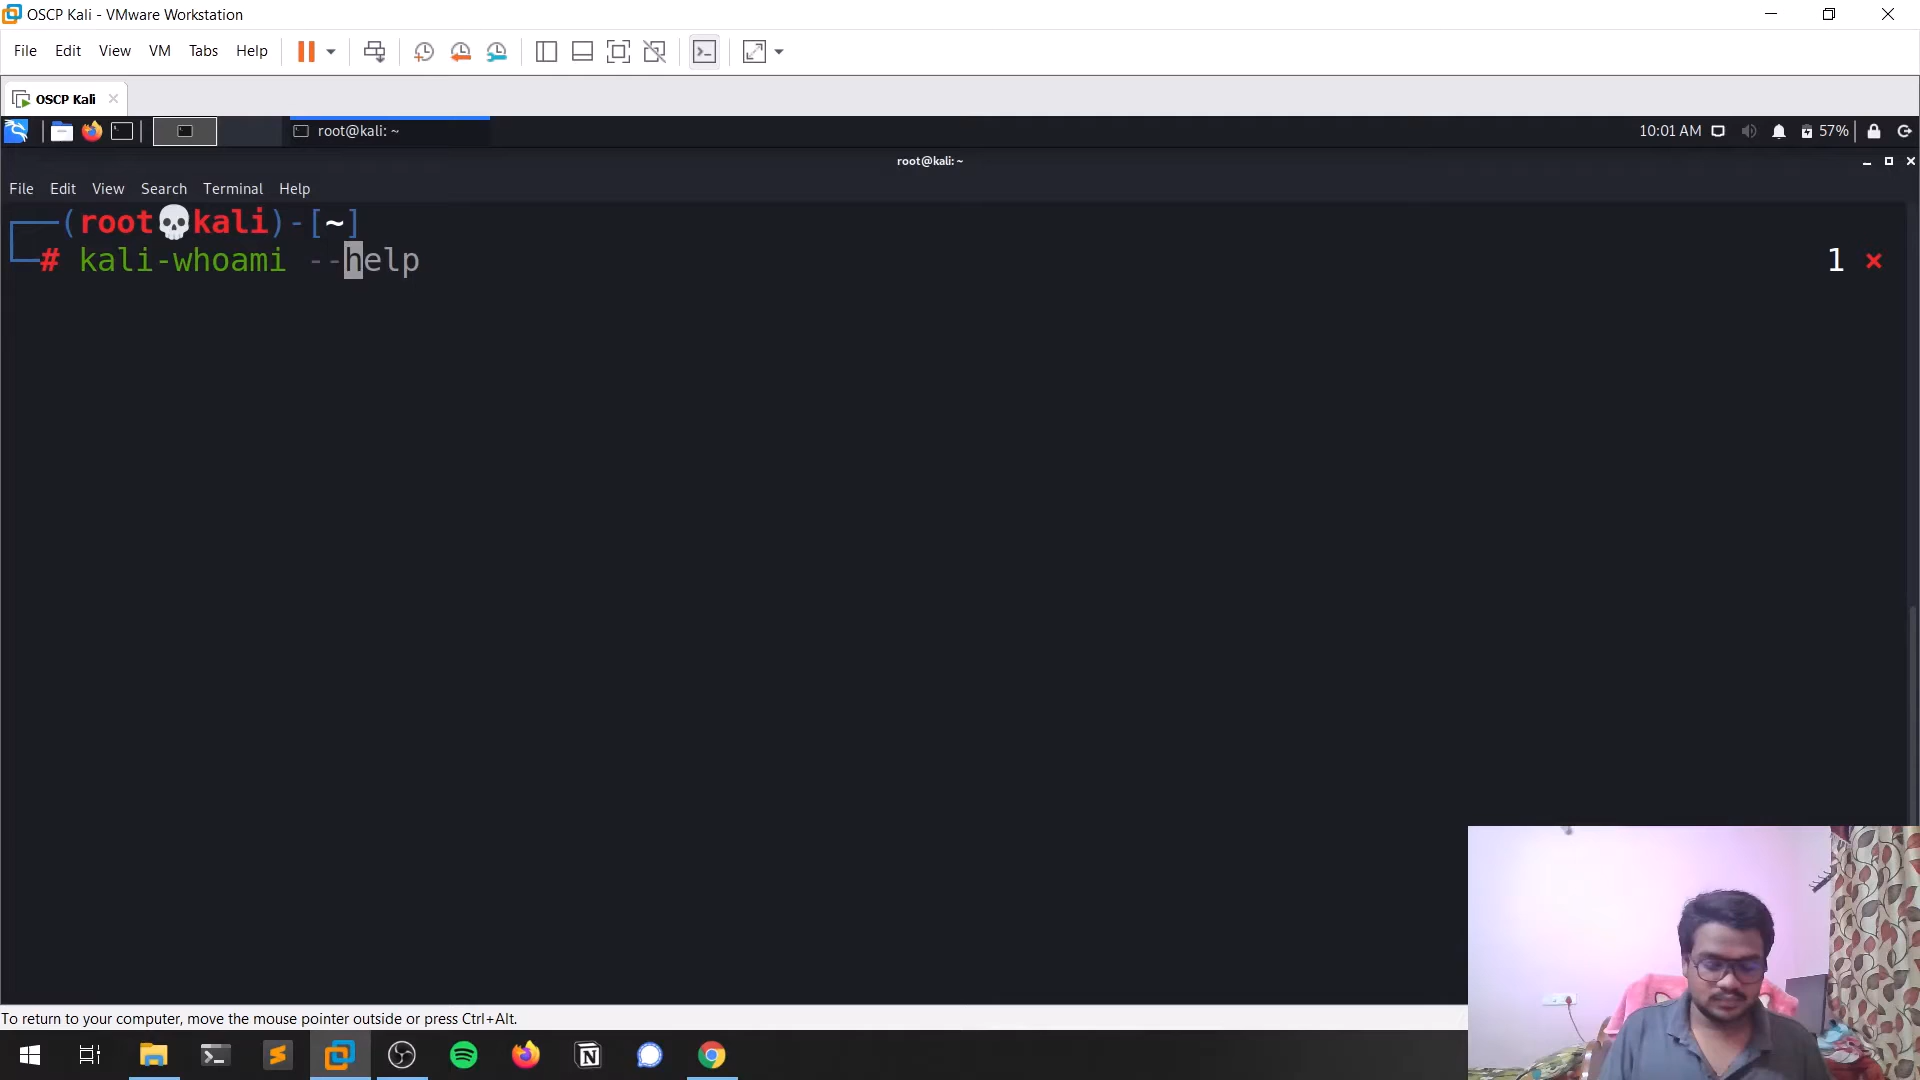 OSCP Kali - VMware Workstation
File Edit View VM Tabs Help
OSCP Kali
root@kali: ~
10:01 AM 57%
root@kali: ~
File Edit View Search Terminal Help
┌──(root💀kali)-[~]
└─# kali-whoami --help 1 ⨯
To return to your computer, move the mouse pointer outside or press Ctrl+Alt.